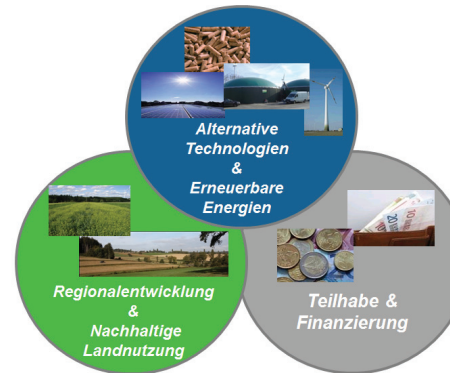 Alternative
Technologien
&
Erneuerbare
Energien
Regionalentwicklung
&
Nachhaltige
Landnutzung
Teilhabe &
Finanzierung